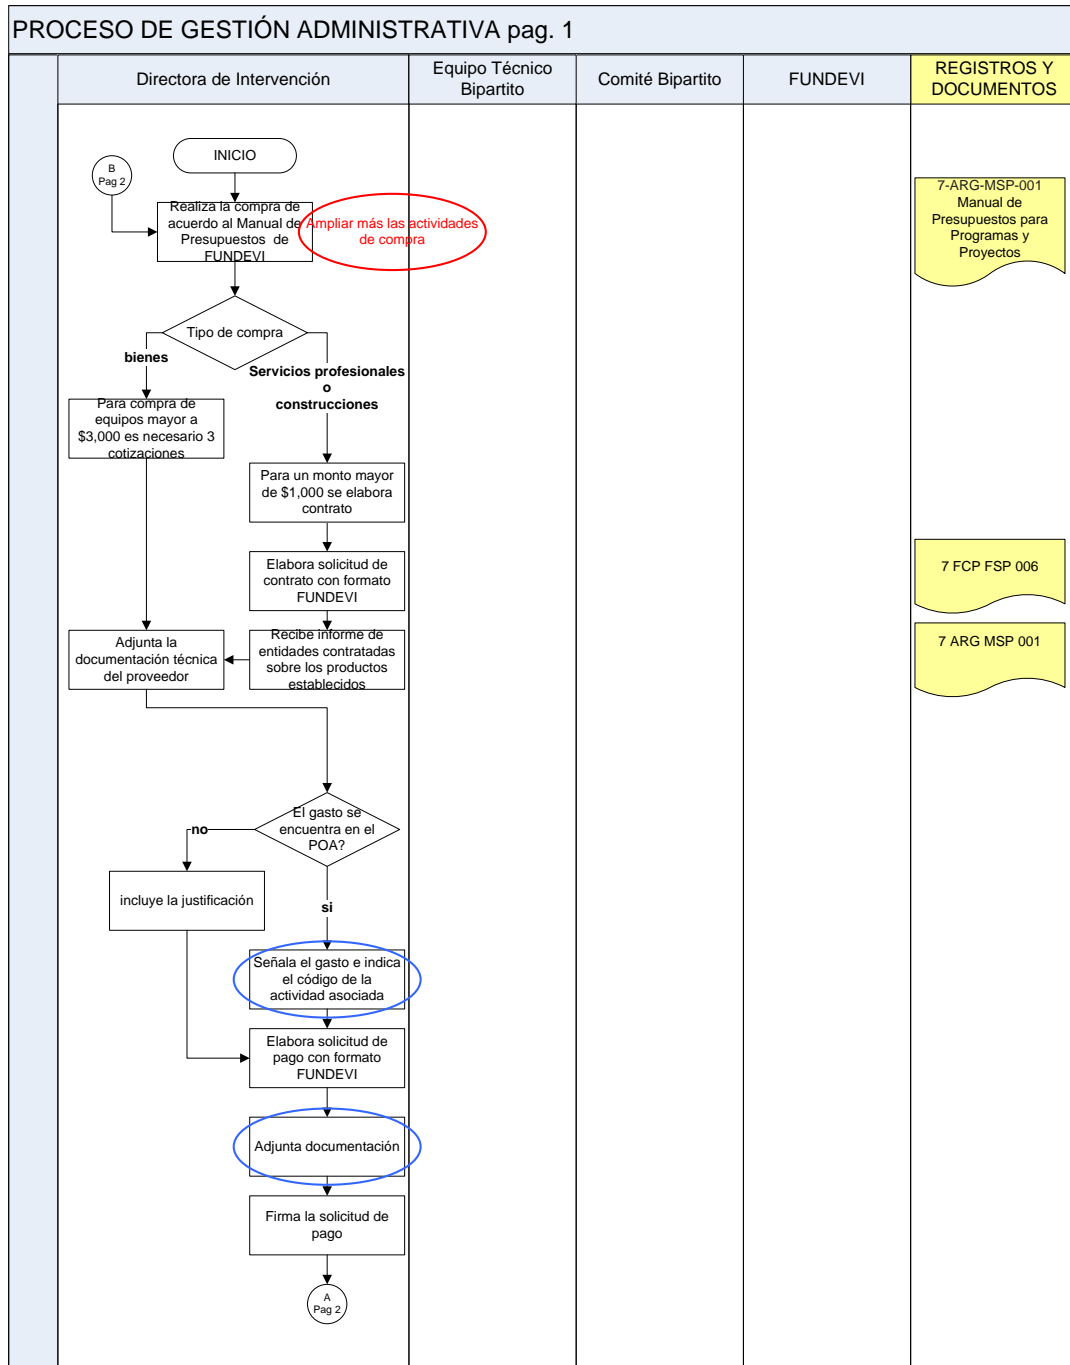 PROCESO DE GESTIÓN ADMINISTRATIVA pag. 1
Directora de Intervención
Equipo Técnico
Bipartito
Comité Bipartito
FUNDEVI
REGISTROS Y
DOCUMENTOS
INICIO
B
Pag 2
Realiza la compra de
acuerdo al Manual de
Presupuestos de
FUNDEVI
Ampliar más las actividades
de compra
7-ARG-MSP-001
Manual de
Presupuestos para
Programas y
Proyectos
Tipo de compra
bienes
Servicios profesionales
o
construcciones
Para compra de
equipos mayor a
$3,000 es necesario 3
cotizaciones
Para un monto mayor
de $1,000 se elabora
contrato
Elabora solicitud de
contrato con formato
FUNDEVI
7 FCP FSP 006
Adjunta la
documentación técnica
del proveedor
Recibe informe de
entidades contratadas
sobre los productos
establecidos
7 ARG MSP 001
El gasto se
encuentra en el
POA?
no
incluye la justificación
si
Señala el gasto e indica
el código de la
actividad asociada
Elabora solicitud de
pago con formato
FUNDEVI
Adjunta documentación
Firma la solicitud de
pago
A
Pag 2